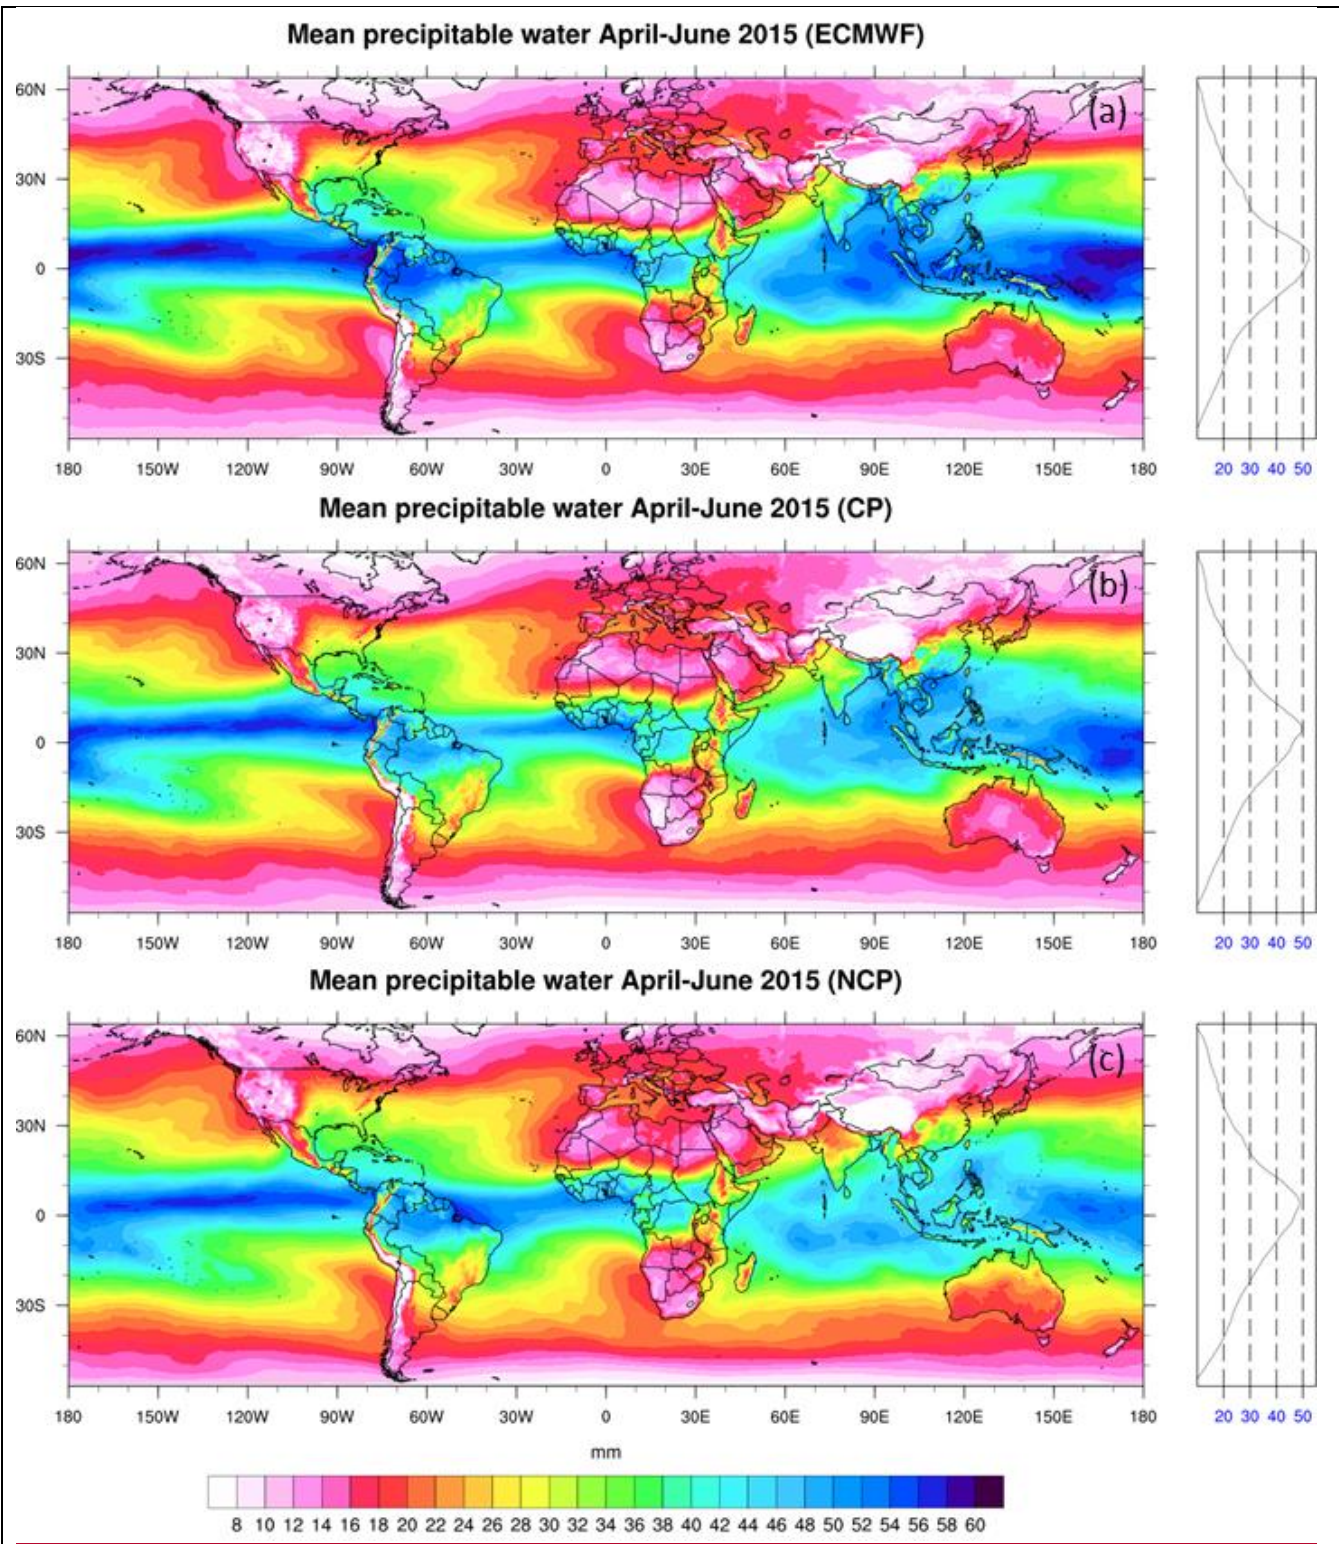 Mean precipitable water April-June 2015 (ECMWF)
60N
30N
0
30S
(a)
180 150W 120W 90W 60W 30W 0 30E 60E 90E 120E 150E 180
20 30 40 50
Mean precipitable water April-June 2015 (CP)
60N
30N
0
30S
(b)
180 150W 120W 90W 60W 30W 0 30E 60E 90E 120E 150E 180
20 30 40 50
Mean precipitable water April-June 2015 (NCP)
60N
30N
0
30S
(c)
180 150W 120W 90W 60W 30W 0 30E 60E 90E 120E 150E 180
20 30 40 50
mm
8 10 12 14 16 18 20 22 24 26 28 30 32 34 36 38 40 42 44 46 48 50 52 54 56 58 60